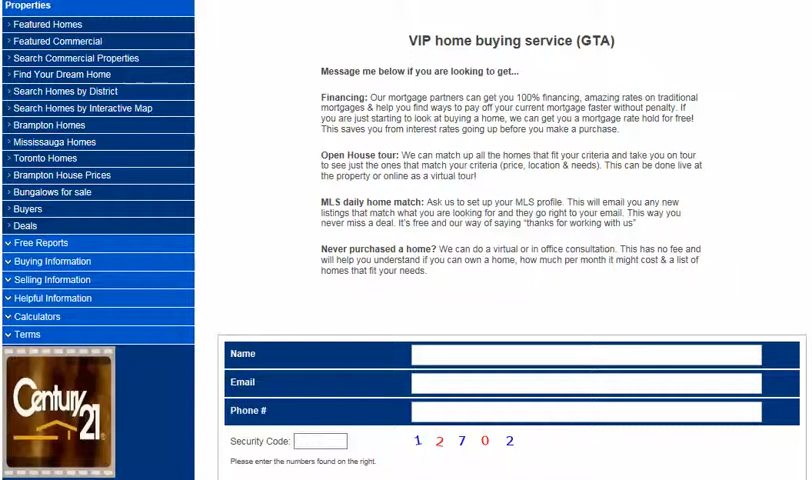 Properties
Featured Homes
Featured Commercial
Search Commercial Properties
Find Your Dream Home
Search Homes by District
Search Homes by Interactive Map
Brampton Homes
Mississauga Homes
Toronto Homes
Brampton House Prices
Bungalows for sale
Buyers
Deals
Free Reports
Buying Information
Selling Information
Helpful Information
Calculators
Terms
Century
21
VIP home buying service (GTA)
Message me below if you are looking to get...
Financing: Our mortgage partners can get you 100% financing, amazing rates on traditional
mortgages & help you find ways to pay off your current mortgage faster without penalty. If
you are just starting to look at buying a home, we can get you a mortgage rate hold for free!
This saves you from interest rates going up before you make a purchase.
Open House tour: We can match up all the homes that fit your criteria and take you on tour
to see just the ones that match your criteria (price, location & needs). This can be done live at
the property or online as a virtual tour!
MLS daily home match: Ask us to set up your MLS profile. This will email you any new
listings that match what you are looking for and they go right to your email. This way you
never miss a deal. It's free and our way of saying “thanks for working with us”
Never purchased a home? We can do a virtual or in office consultation. This has no fee and
will help you understand if you can own a home, how much per month it might cost & a list of
homes that fit your needs.
Name
Email
Phone #
Security Code: 1 2 7 0 2
Please enter the numbers found on the right.